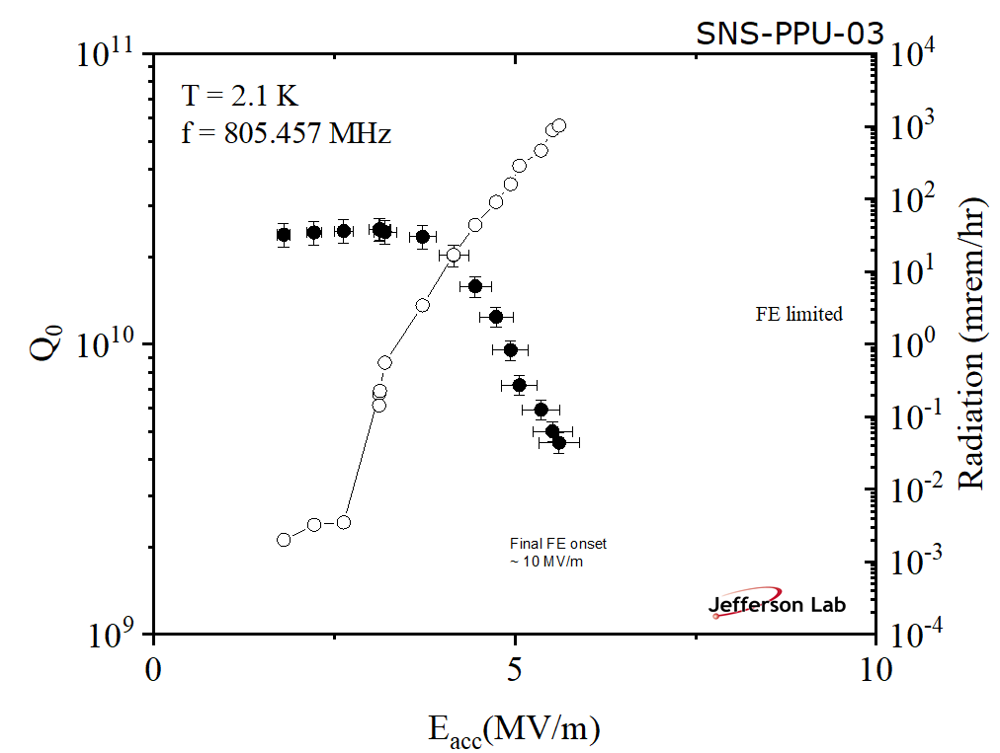 SNS-PPU-03
T = 2.1 K
f = 805.457 MHz
10^11
10^10
10^9
Q_0
10^4
10^3
10^2
10^1
10^0
10^-1
10^-2
10^-3
10^-4
Radiation (mrem/hr)
FE limited
Final FE onset
~ 10 MV/m
Jefferson Lab
0
5
10
E_acc(MV/m)